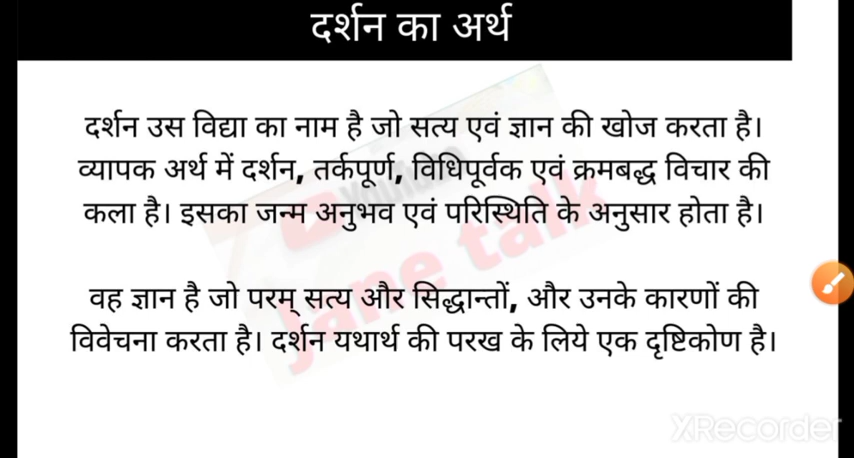 दर्शन का अर्थ
दर्शन उस विद्या का नाम है जो सत्य एवं ज्ञान की खोज करता है।
व्यापक अर्थ में दर्शन, तर्कपूर्ण, विधिपूर्वक एवं क्रमबद्ध विचार की
कला है। इसका जन्म अनुभव एवं परिस्थिति के अनुसार होता है।
वह ज्ञान है जो परम् सत्य और सिद्धान्तों, और उनके कारणों की
विवेचना करता है। दर्शन यथार्थ की परख के लिये एक दृष्टिकोण है।
jane talk
XRecorder